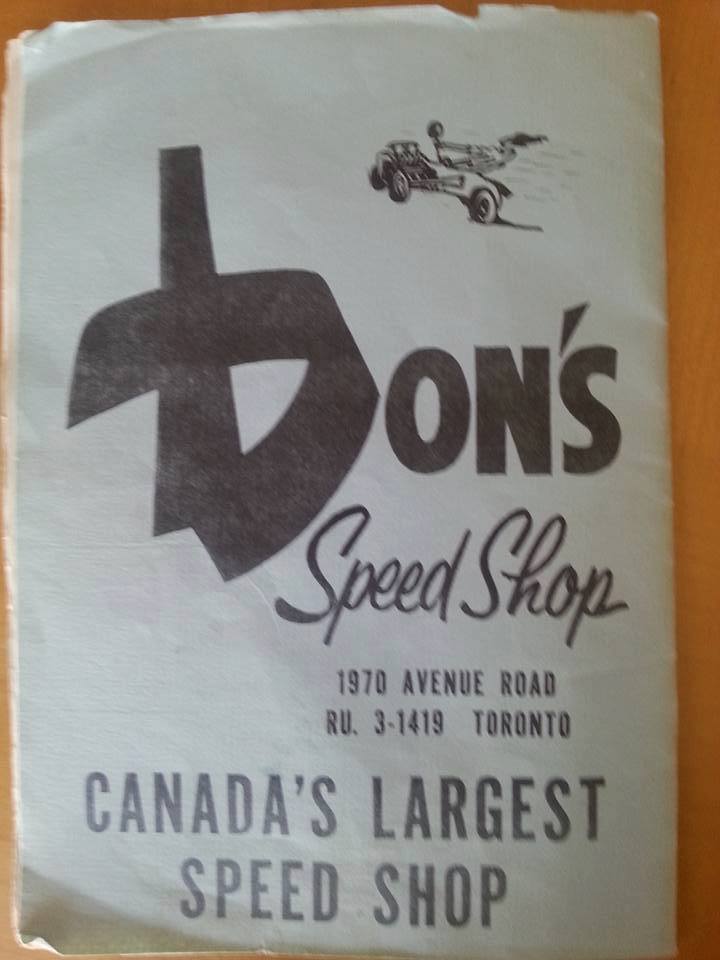 DON'S
Speed Shop
1970 AVENUE ROAD
RU. 3-1419 TORONTO
CANADA'S LARGEST
SPEED SHOP